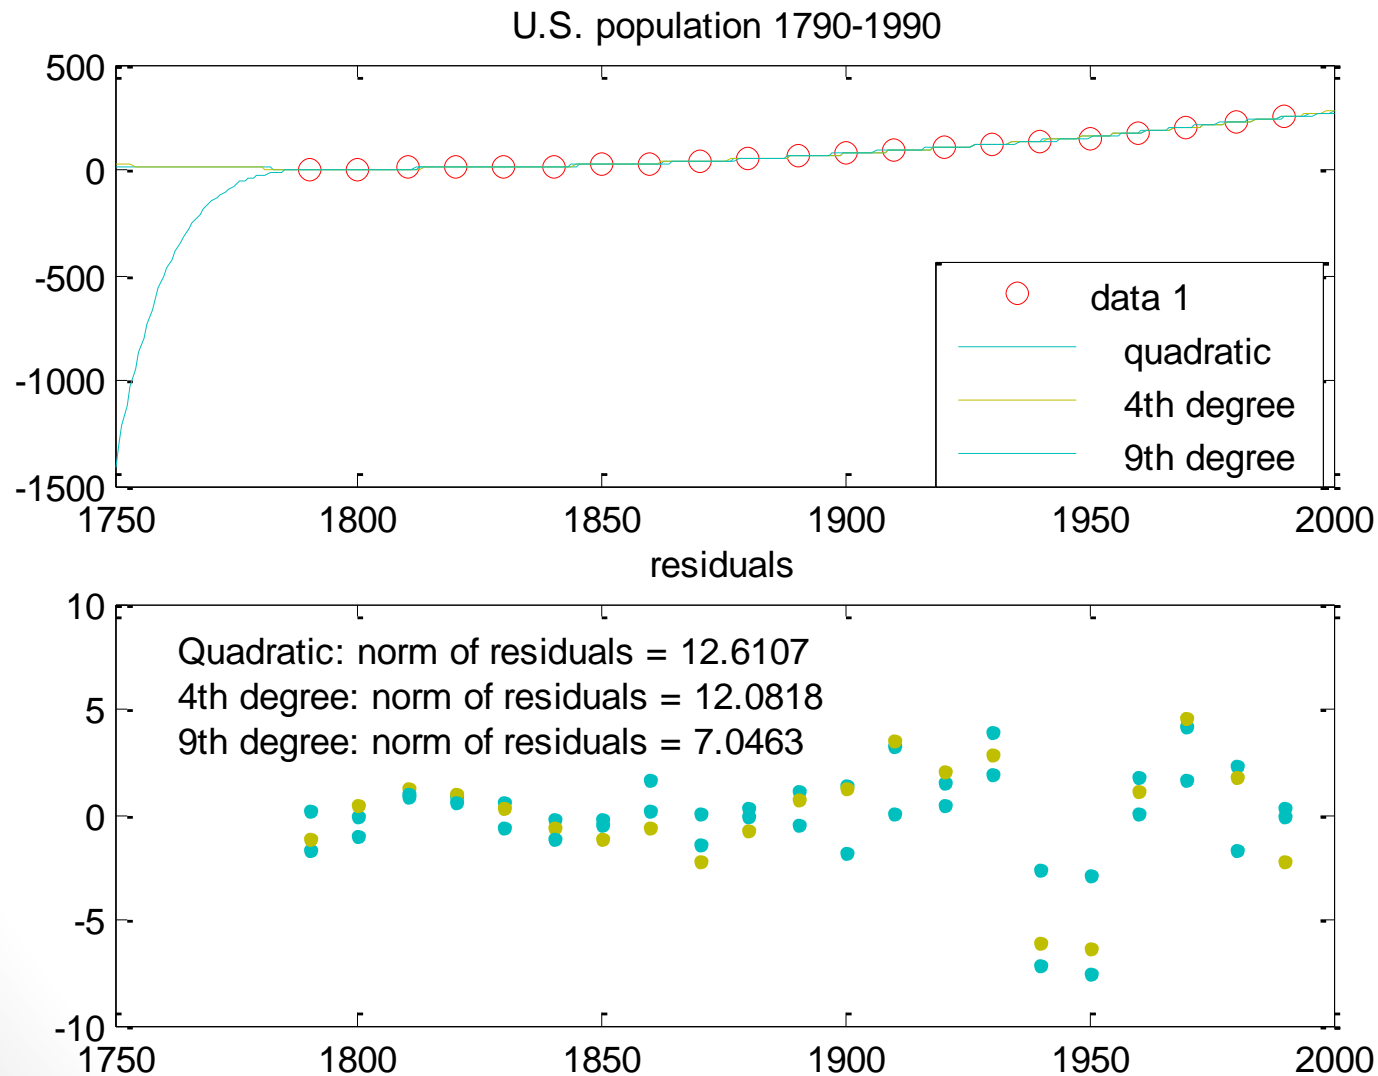 U.S. population 1790-1990
500
0
-500
-1000
-1500
1750 1800 1850 1900 1950 2000
data 1
quadratic
4th degree
9th degree
residuals
10
5
0
-5
-10
Quadratic: norm of residuals = 12.6107
4th degree: norm of residuals = 12.0818
9th degree: norm of residuals = 7.0463
1750 1800 1850 1900 1950 2000